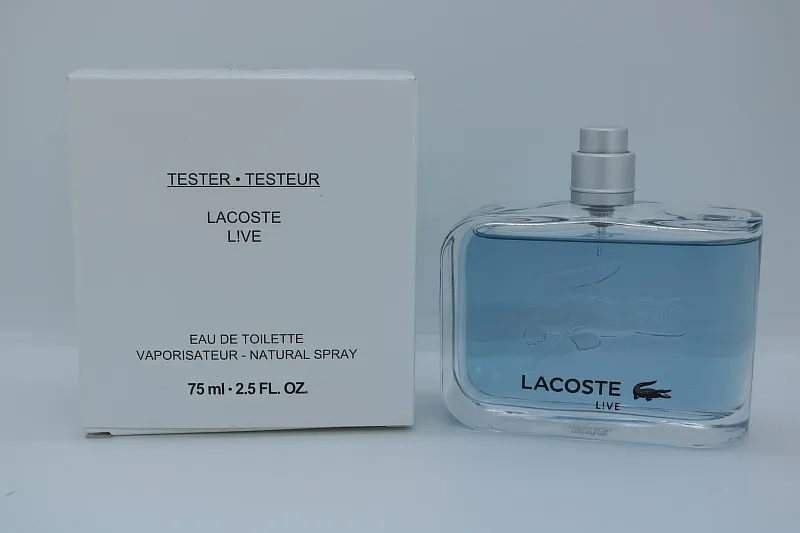 TESTER • TESTEUR
LACOSTE
L!VE
EAU DE TOILETTE
VAPORISATEUR - NATURAL SPRAY
75 ml • 2.5 FL. OZ.
LACOSTE
L!VE